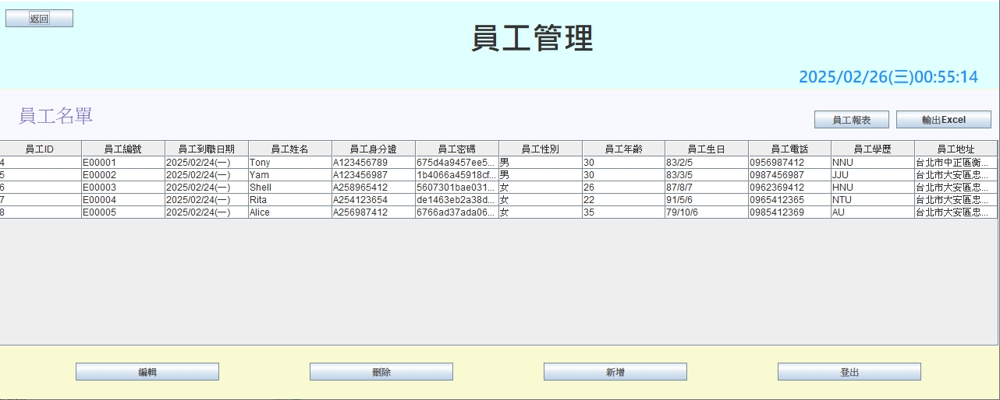 返回
員工管理
2025/02/26(三)00:55:14
員工名單
員工報表 輸出Excel
員工ID 員工編號 員工到職日期 員工姓名 員工身分證 員工密碼 員工性別 員工年齡 員工生日 員工電話 員工學歷 員工地址
4 E00001 2025/02/24(一) Tony A123456789 675d4a9457ee5... 男 30 83/2/5 0956987412 NNU 台北市中正區衡...
5 E00002 2025/02/24(一) Yam A123456987 1b4066a45918cf... 男 30 83/3/5 0987456987 JJU 台北市大安區忠...
6 E00003 2025/02/24(一) Shell A258965412 5607301bae031... 女 26 87/8/7 0962369412 HNU 台北市大安區忠...
7 E00004 2025/02/24(一) Rita A254123654 de1463eb2a38d... 女 22 91/5/6 0965412365 NTU 台北市大安區忠...
8 E00005 2025/02/24(一) Alice A256987412 6766ad37ada06... 女 35 79/10/6 0985412369 AU 台北市大安區忠...
編輯 刪除 新增 登出